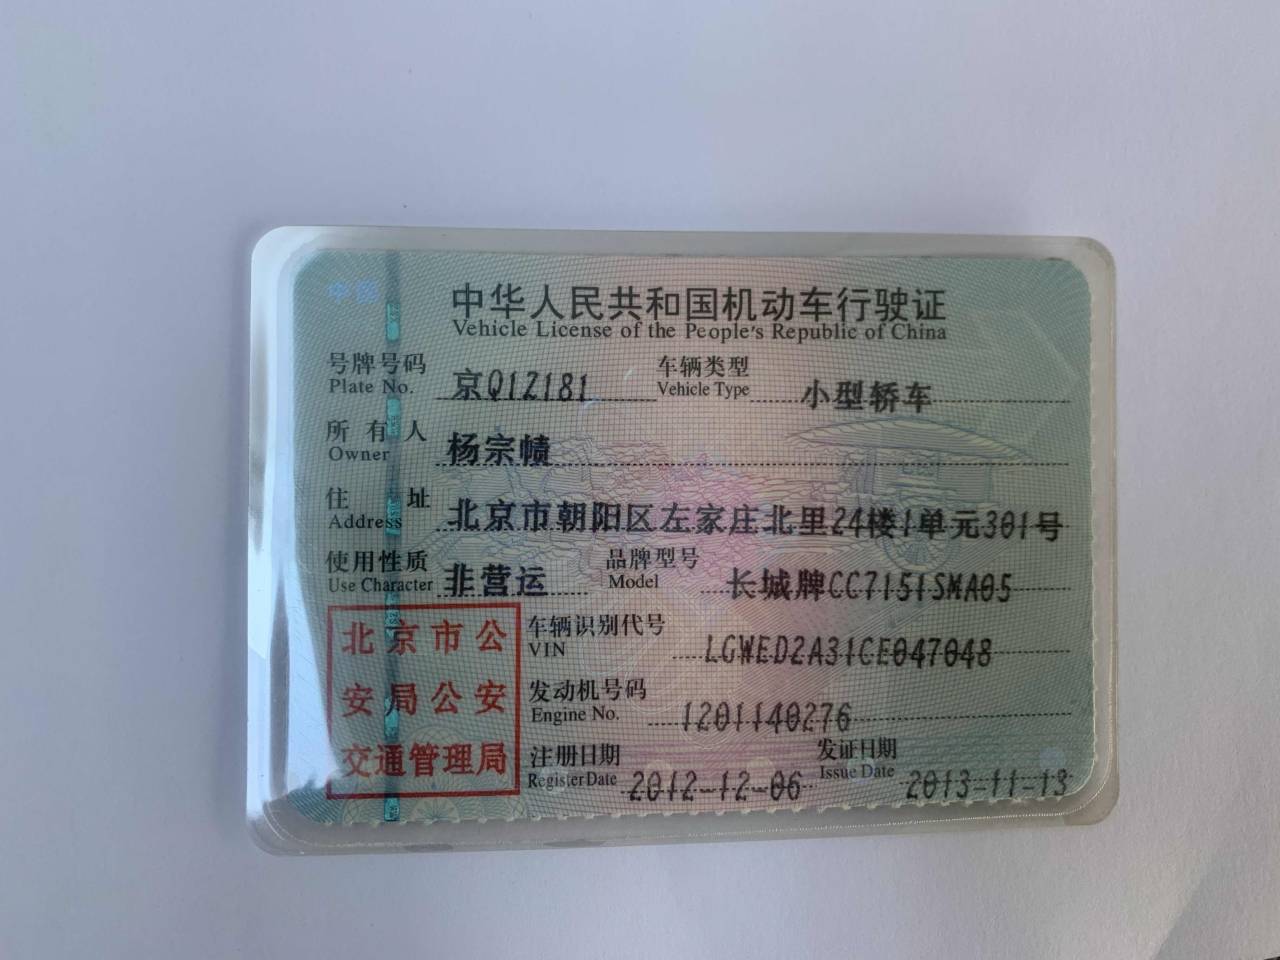 中国
中华人民共和国机动车行驶证
Vehicle License of the People's Republic of China
号牌号码 京Q1Z181 车辆类型 小型轿车
Plate No. Vehicle Type
所有人 杨宗帻
Owner
住址 北京市朝阳区左家庄北里24楼1单元301号
Address
使用性质 非营运 品牌型号 长城牌CC7151SMA05
Use Character Model
北京市公
安局公安
交通管理局
车辆识别代号 LGWED2A31CE047048
VIN
发动机号码 1201140276
Engine No.
注册日期 2012-12-06 发证日期 2013-11-13
Register Date Issue Date